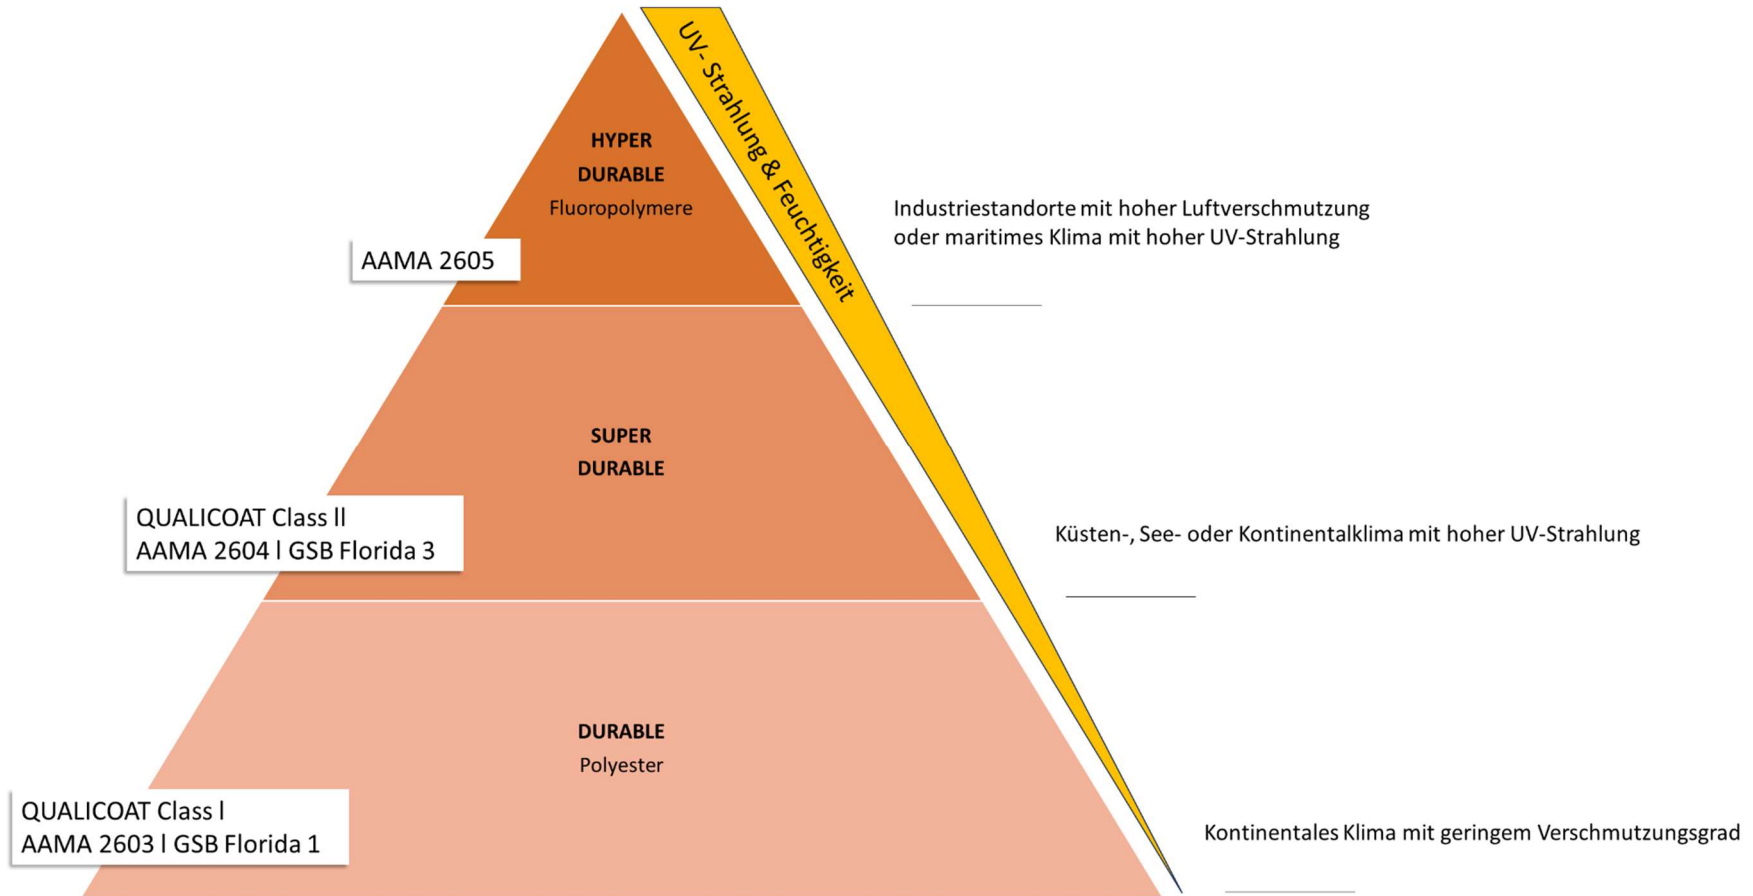 UV- Strahlung & Feuchtigkeit
HYPER
DURABLE
Fluoropolymere
AAMA 2605
Industriestandorte mit hoher Luftverschmutzung
oder maritimes Klima mit hoher UV-Strahlung
SUPER
DURABLE
QUALICOAT Class ll
AAMA 2604 l GSB Florida 3
Küsten-, See- oder Kontinentalklima mit hoher UV-Strahlung
DURABLE
Polyester
QUALICOAT Class l
AAMA 2603 l GSB Florida 1
Kontinentales Klima mit geringem Verschmutzungsgrad